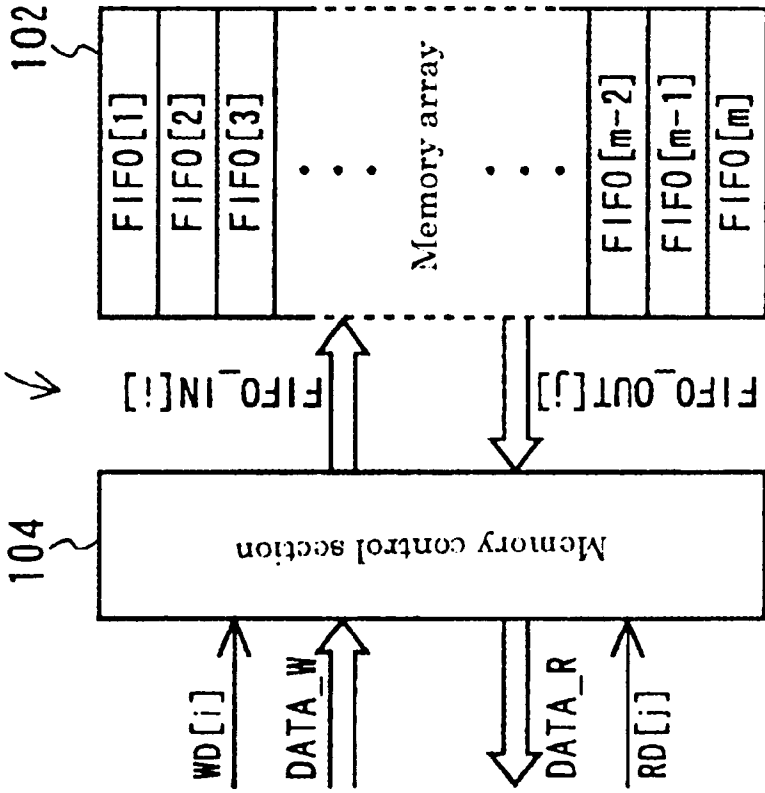 102
FIFO[1]
FIFO[2]
FIFO[3]
Memory array
FIFO[m-2]
FIFO[m-1]
FIFO[m]
FIFO_IN[i]
FIFO_OUT[j]
104
Memory control section
WD[i]
DATA_W
DATA_R
RD[j]